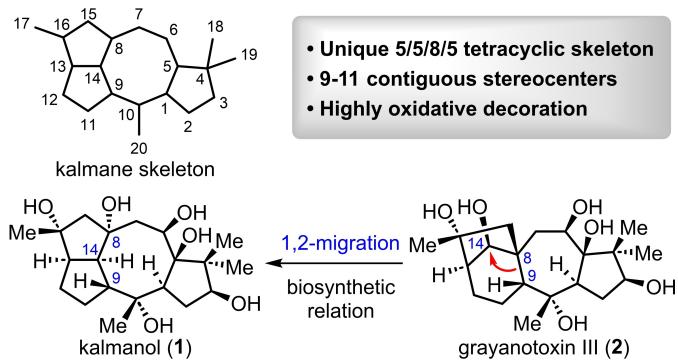 17
16
15
7
6
18
19
8
5
4
13
14
9
3
12
11
10
1
2
20
kalmane skeleton
• Unique 5/5/8/5 tetracyclic skeleton
• 9-11 contiguous stereocenters
• Highly oxidative decoration
HO
OH
OH
Me
8
OH
Me
Me
H
14
H
H
9
H
OH
Me
OH
kalmanol (1)
1,2-migration
biosynthetic
relation
HO
HO
OH
Me
14
8
OH
Me
Me
H
H
9
H
OH
Me
OH
grayanotoxin III (2)